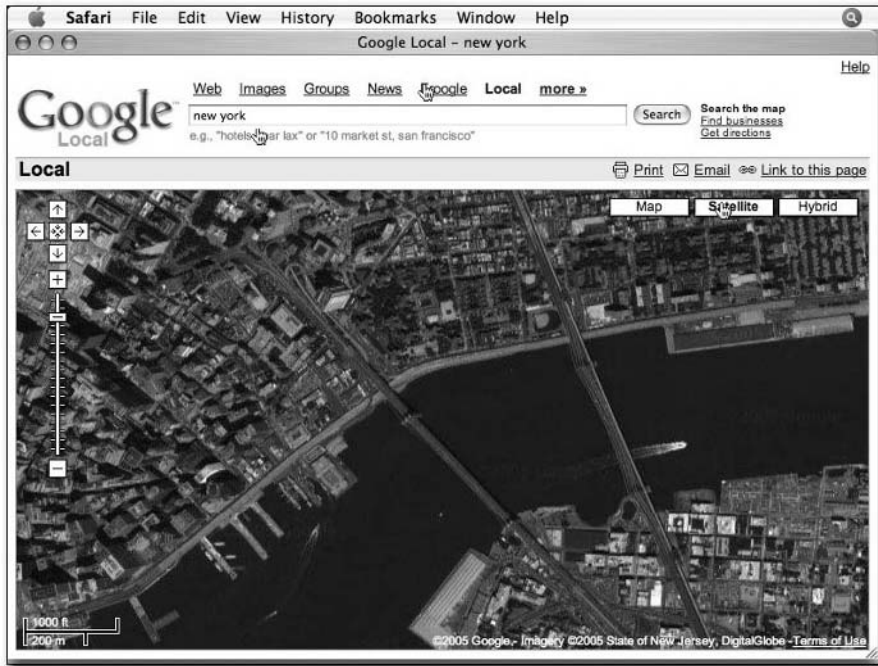 Safari File Edit View History Bookmarks Window Help
Google Local – new york
Help
Google Local
Web Images Groups News Froogle Local more »
new york
Search
Search the map
Find businesses
Get directions
e.g., "hotels near lax" or "10 market st, san francisco"
Local
Print Email Link to this page
Map Satellite Hybrid
1000 ft
200 m
©2005 Google - Imagery ©2005 State of New Jersey, DigitalGlobe - Terms of Use